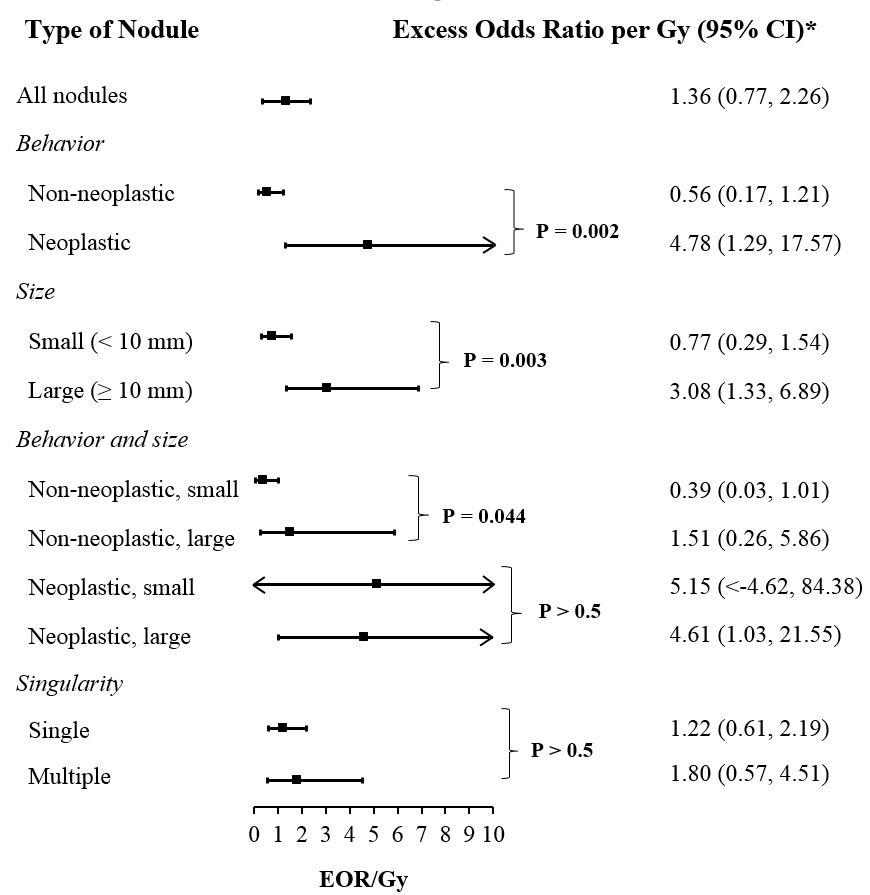 Type of Nodule Excess Odds Ratio per Gy (95% CI)*
All nodules 1.36 (0.77, 2.26)
Behavior
Non-neoplastic 0.56 (0.17, 1.21)
P = 0.002
Neoplastic 4.78 (1.29, 17.57)
Size
Small (< 10 mm) 0.77 (0.29, 1.54)
P = 0.003
Large (≥ 10 mm) 3.08 (1.33, 6.89)
Behavior and size
Non-neoplastic, small 0.39 (0.03, 1.01)
P = 0.044
Non-neoplastic, large 1.51 (0.26, 5.86)
Neoplastic, small 5.15 (<-4.62, 84.38)
P > 0.5
Neoplastic, large 4.61 (1.03, 21.55)
Singularity
Single 1.22 (0.61, 2.19)
P > 0.5
Multiple 1.80 (0.57, 4.51)
0 1 2 3 4 5 6 7 8 9 10
EOR/Gy